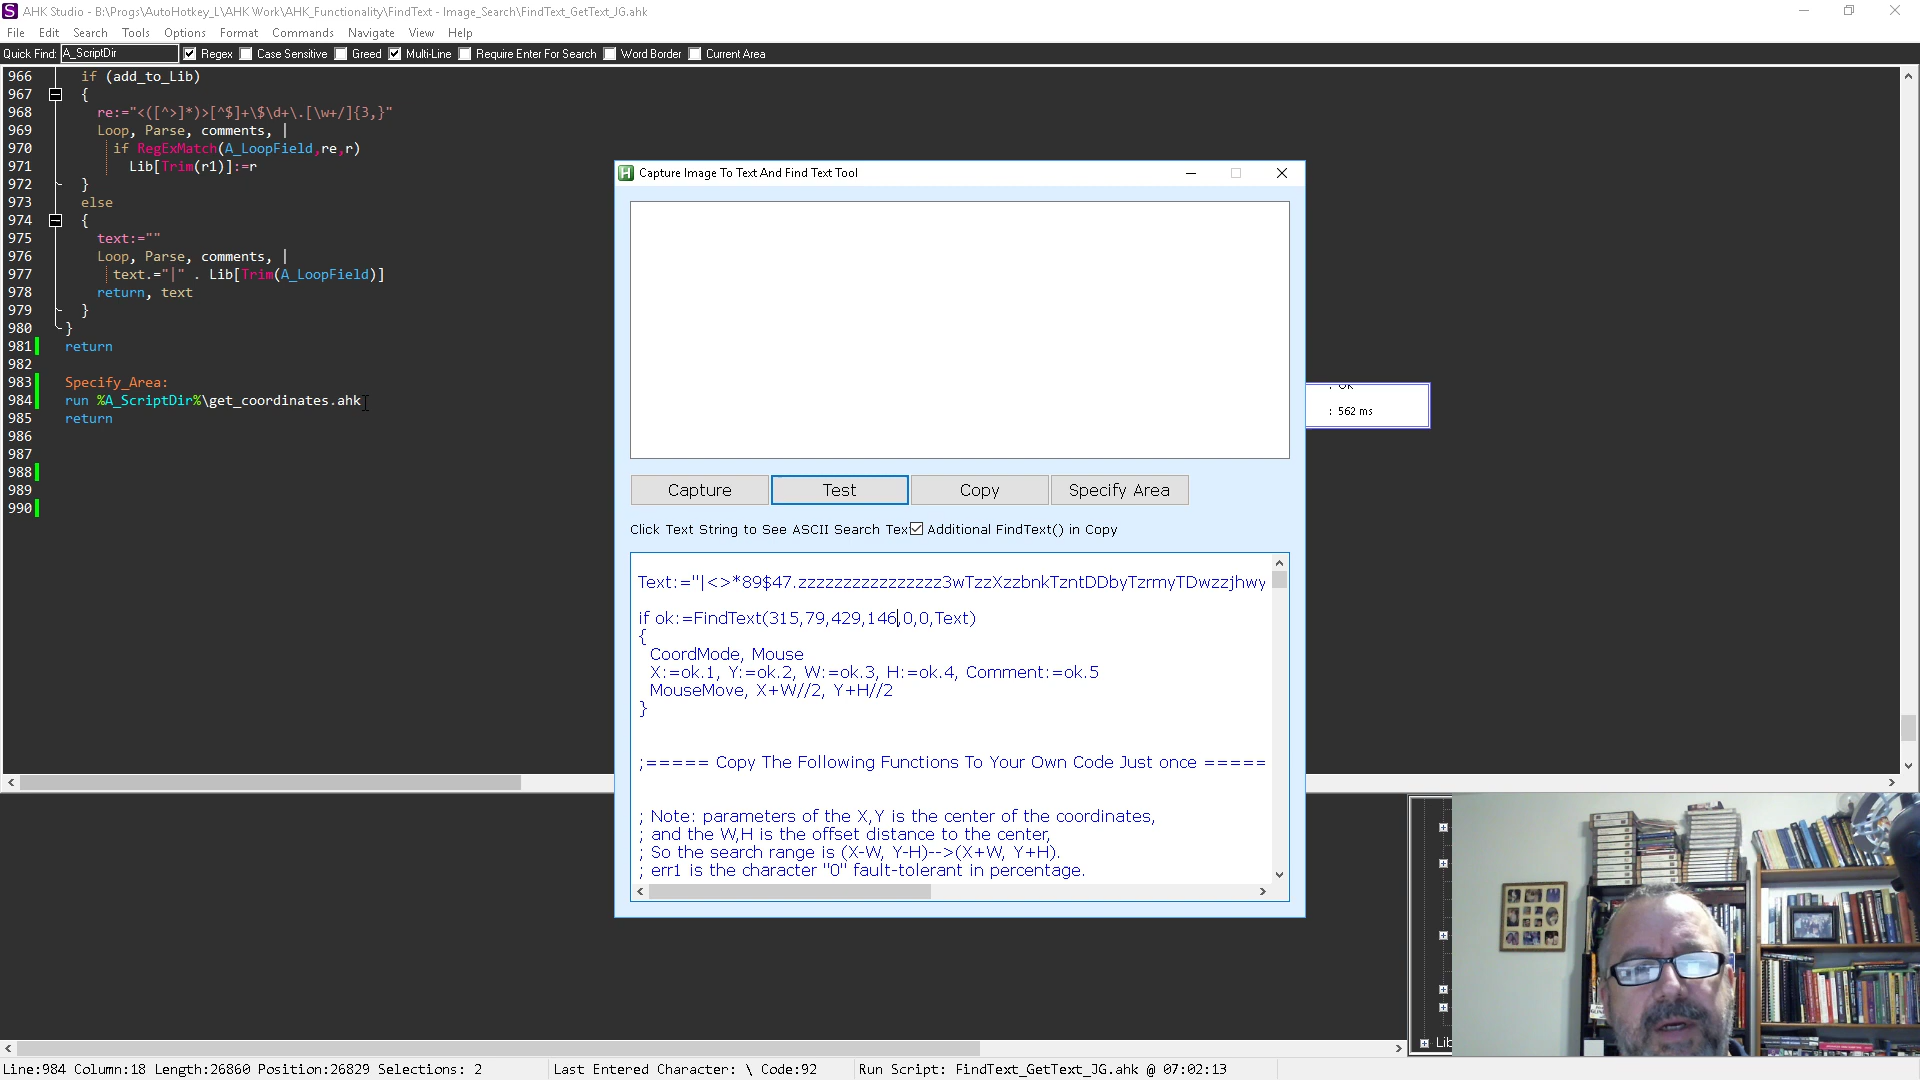 AHK Studio - B:\Progs\AutoHotkey_L\AHK Work\AHK_Functionality\FindText - Image_Search\FindText_GetText_JG.ahk
File Edit Search Tools Options Format Commands Navigate View Help
Quick Find: A_ScriptDir Regex Case Sensitive Greed Multi-Line Require Enter For Search Word Border Current Area
966 if (add_to_Lib)
967 {
968 re:="<([^>]*)>[^$]+\$\d+\.[\w+/]{3,}"
969 Loop, Parse, comments, |
970 if RegExMatch(A_LoopField,re,r)
971 Lib[Trim(r1)]:=r
972 }
973 else
974 {
975 text:=""
976 Loop, Parse, comments, |
977 text.="|" . Lib[Trim(A_LoopField)]
978 return, text
979 }
980 }
981 return
982
983 Specify_Area:
984 run %A_ScriptDir%\get_coordinates.ahk
985 return
986
987
988
989
990
Capture Image To Text And Find Text Tool
Capture Test Copy Specify Area
Click Text String to See ASCII Search Tex Additional FindText() in Copy
Text:="|<>*89$47.zzzzzzzzzzzzzzzz3wTzzXzzbnkTzntDDbyTzrmyTDwzzjhwy
if ok:=FindText(315,79,429,146,0,0,Text)
{
CoordMode, Mouse
X:=ok.1, Y:=ok.2, W:=ok.3, H:=ok.4, Comment:=ok.5
MouseMove, X+W//2, Y+H//2
}
;===== Copy The Following Functions To Your Own Code Just once =====
; Note: parameters of the X,Y is the center of the coordinates,
; and the W,H is the offset distance to the center,
; So the search range is (X-W, Y-H)-->(X+W, Y+H).
; err1 is the character "0" fault-tolerant in percentage.
: OK
: 562 ms
Lib
Line:984 Column:18 Length:26860 Position:26829 Selections: 2 Last Entered Character: \ Code:92 Run Script: FindText_GetText_JG.ahk @ 07:02:13